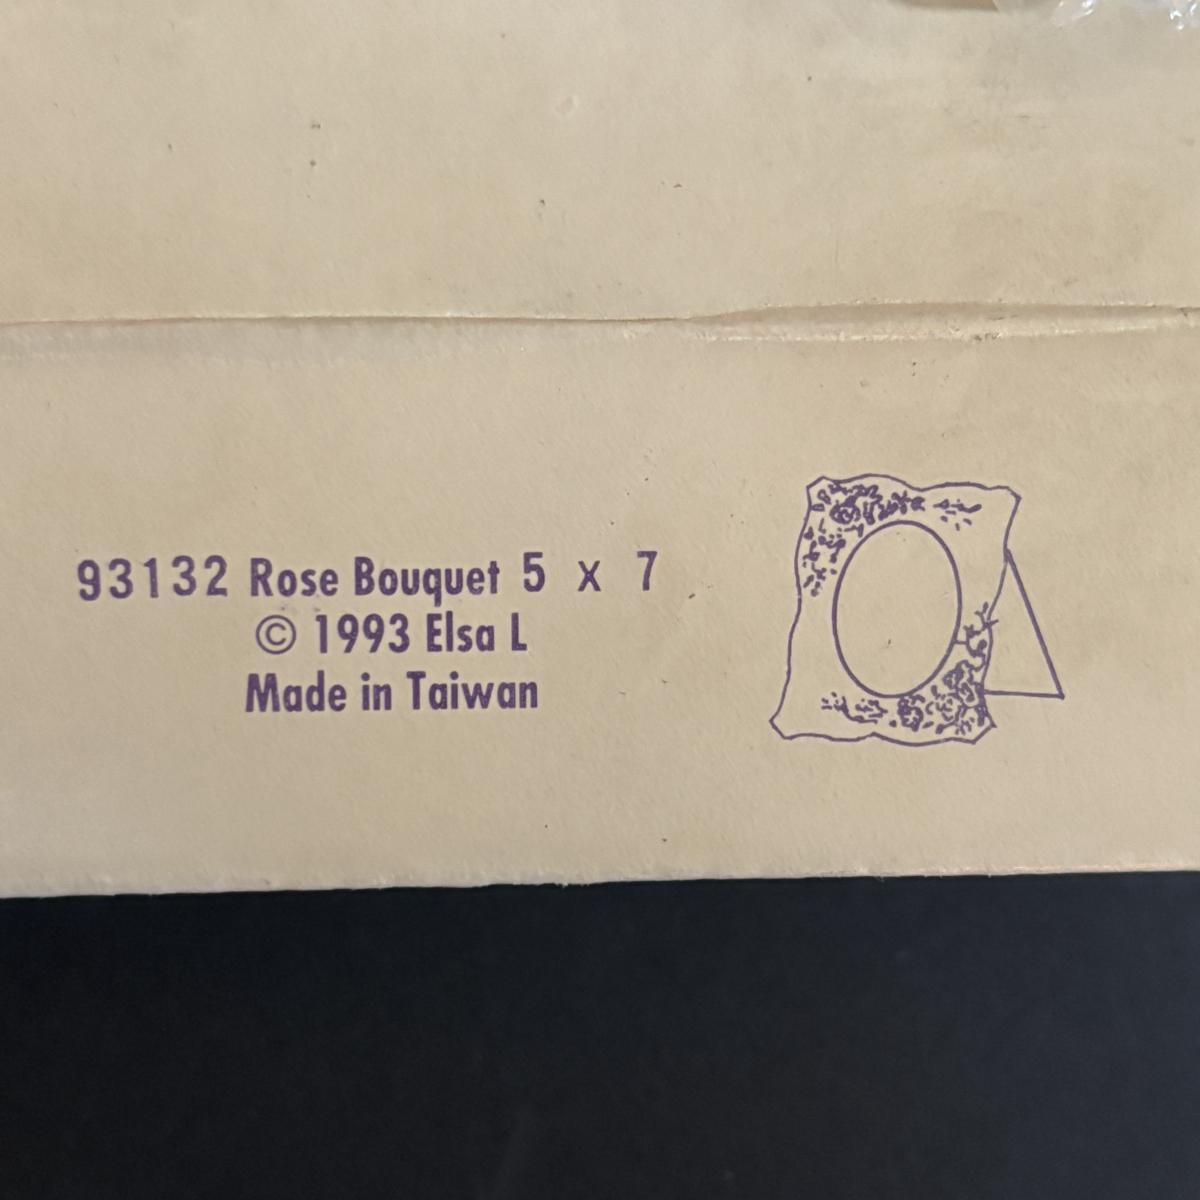 93132 Rose Bouquet 5 x 7
© 1993 Elsa L
Made in Taiwan